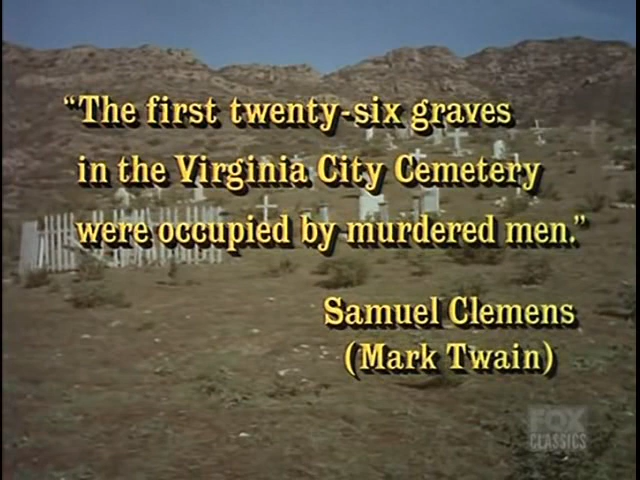 “The first twenty-six graves
in the Virginia City Cemetery
were occupied by murdered men.”
Samuel Clemens
(Mark Twain)
FOX
CLASSICS